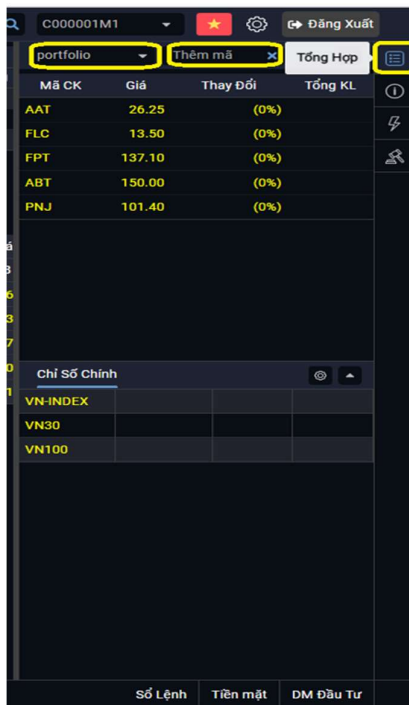 C000001M1 Đăng Xuất
portfolio Thêm mã Tổng Hợp
Mã CK Giá Thay Đổi Tổng KL
AAT 26.25 (0%)
FLC 13.50 (0%)
FPT 137.10 (0%)
ABT 150.00 (0%)
PNJ 101.40 (0%)
Chỉ Số Chính
VN-INDEX
VN30
VN100
Sổ Lệnh Tiền mặt DM Đầu Tư